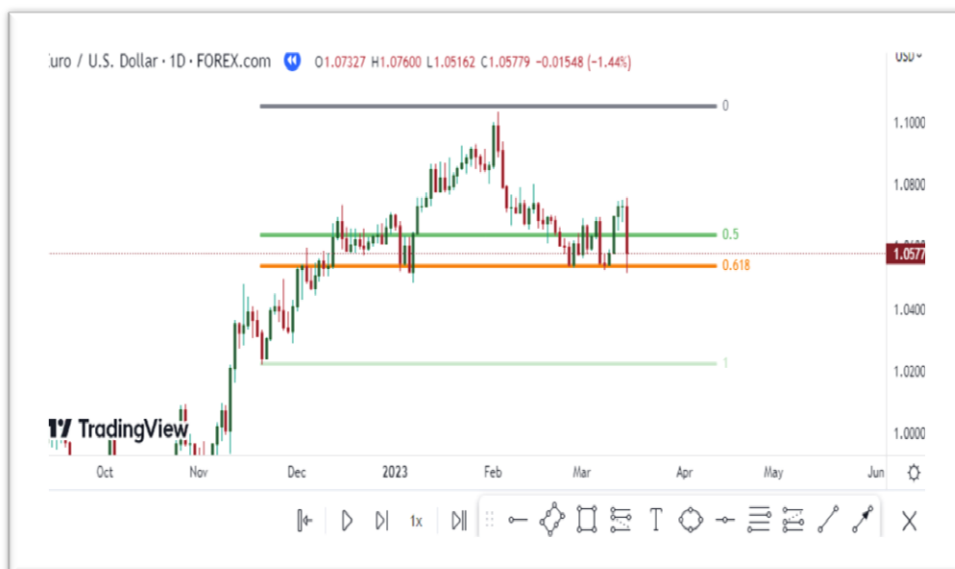 uro / U.S. Dollar · 1D · FOREX.com O1.07327 H1.07600 L1.05162 C1.05779 −0.01548 (−1.44%)
USD
0
1.1000
1.0800
0.5
1.0577
0.618
1.0400
1
1.0200
TradingView
1.0000
Oct Nov Dec 2023 Feb Mar Apr May Jun
1x T